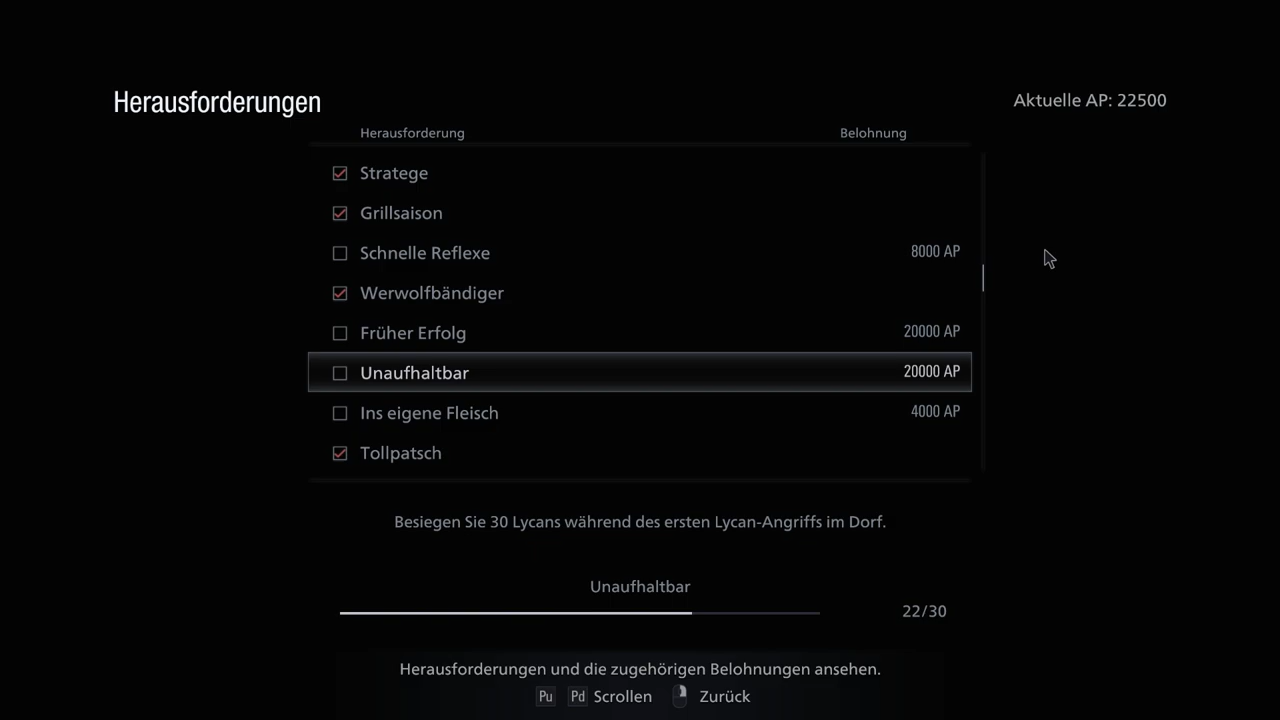 Herausforderungen
Aktuelle AP: 22500
Herausforderung Belohnung
Stratege
Grillsaison
Schnelle Reflexe 8000 AP
Werwolfbändiger
Früher Erfolg 20000 AP
Unaufhaltbar 20000 AP
Ins eigene Fleisch 4000 AP
Tollpatsch
Besiegen Sie 30 Lycans während des ersten Lycan-Angriffs im Dorf.
Unaufhaltbar
22/30
Herausforderungen und die zugehörigen Belohnungen ansehen.
Pu Pd Scrollen Zurück